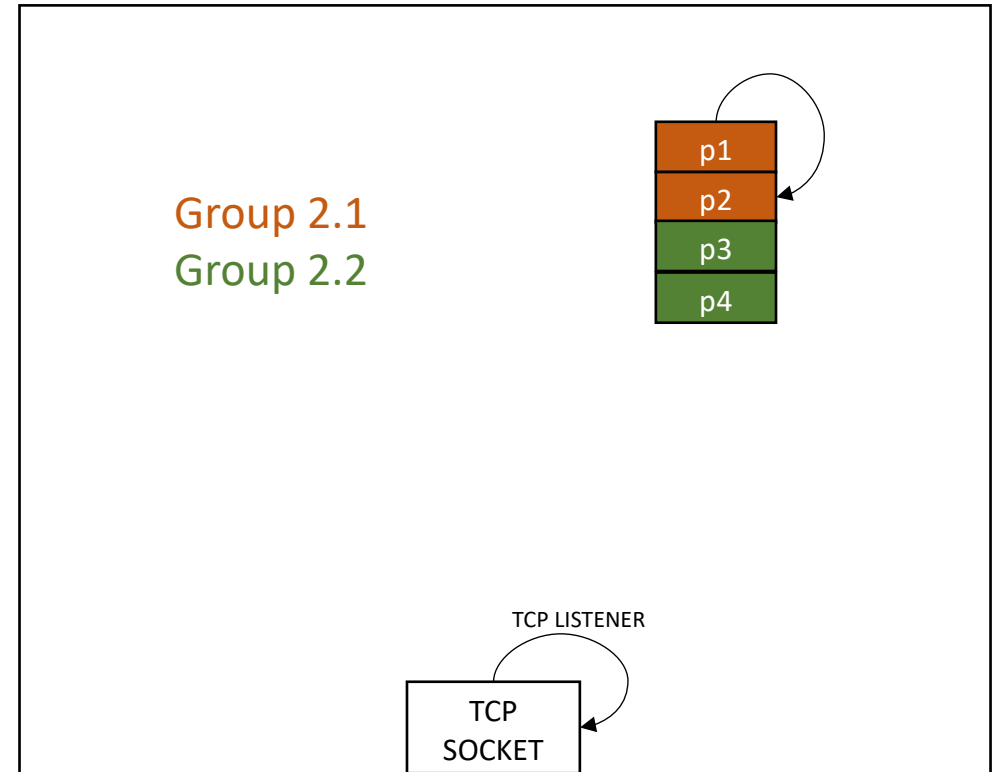 p1
p2
Group 2.1
Group 2.2
p3
p4
TCP LISTENER
TCP
SOCKET